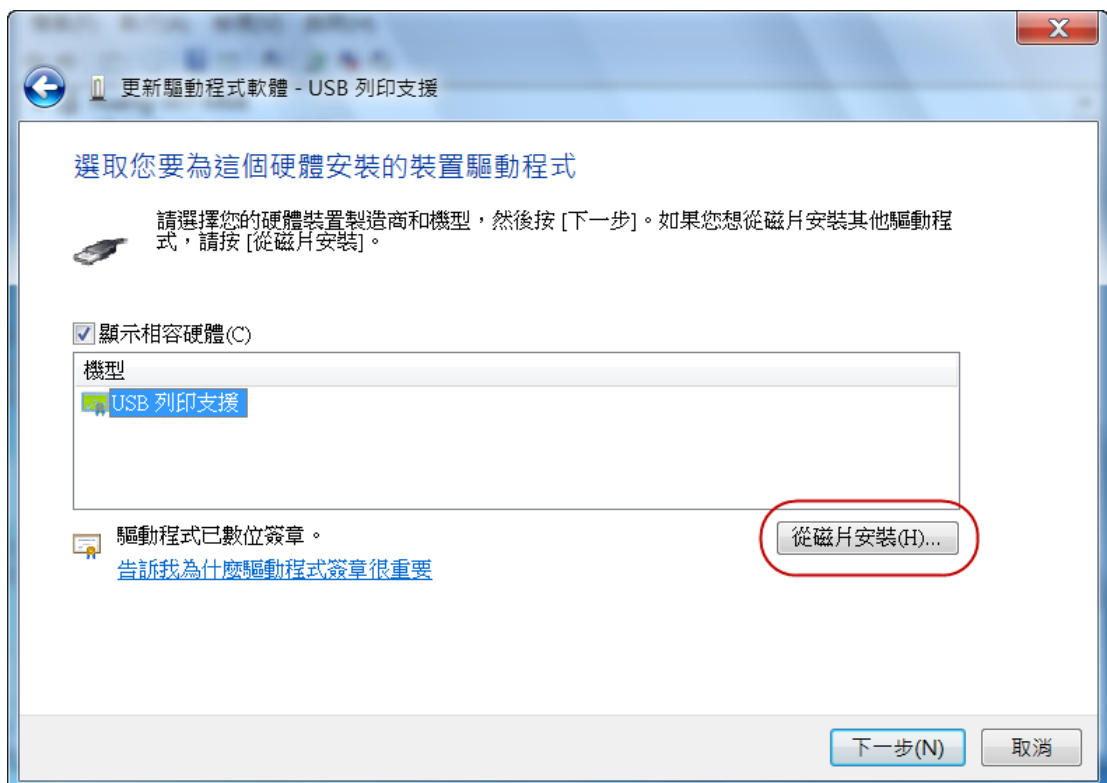 更新驅動程式軟體 - USB 列印支援
選取您要為這個硬體安裝的裝置驅動程式
請選擇您的硬體裝置製造商和機型，然後按 [下一步]。如果您想從磁片安裝其他驅動程
式，請按 [從磁片安裝]。
顯示相容硬體(C)
機型
USB 列印支援
驅動程式已數位簽章。
從磁片安裝(H)...
告訴我為什麼驅動程式簽章很重要
下一步(N)
取消